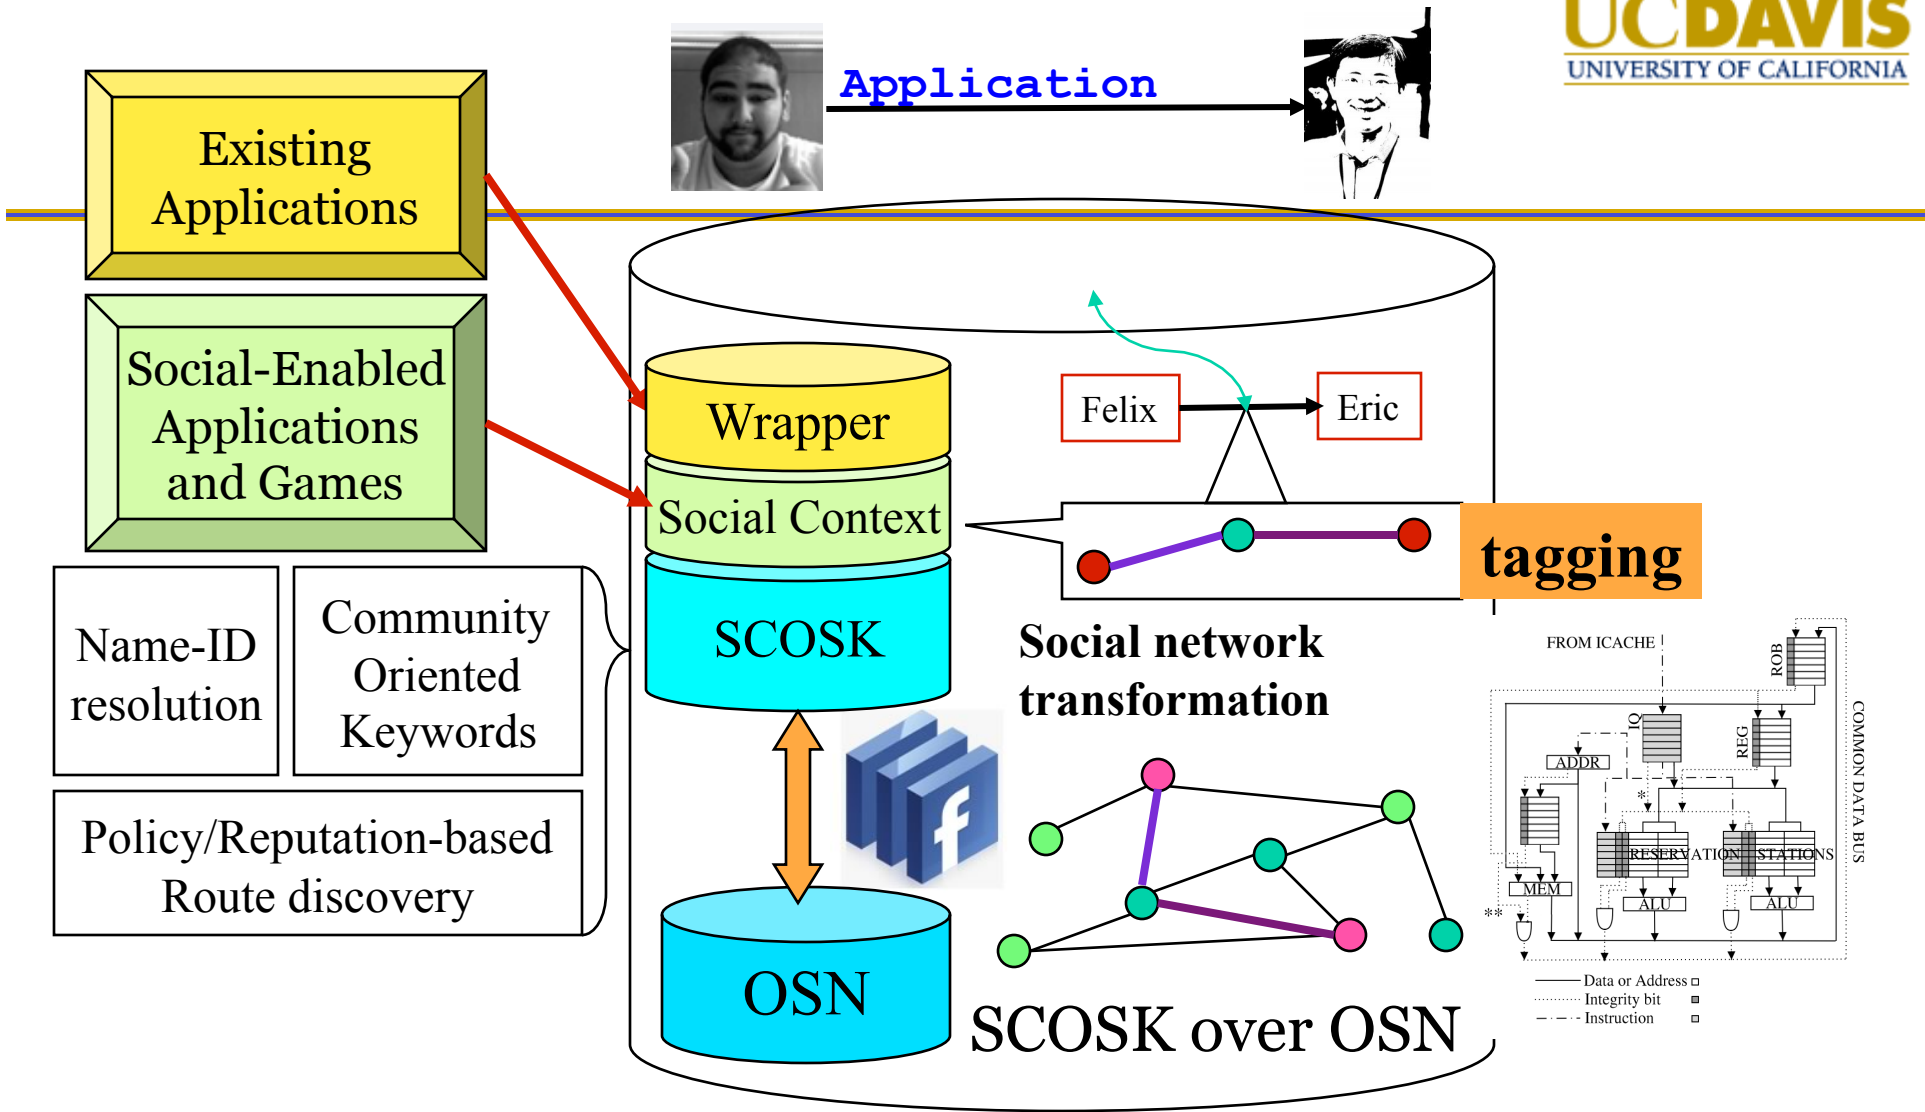 UCDAVIS
UNIVERSITY OF CALIFORNIA
Application
Existing
Applications
Social-Enabled
Applications
and Games
Wrapper
Social Context
SCOSK
OSN
Felix
Eric
tagging
Name-ID
resolution
Community
Oriented
Keywords
Policy/Reputation-based
Route discovery
Social network
transformation
f
SCOSK over OSN
FROM ICACHE
ROB
IQ
REG
ADDR
*
RESERVATION STATIONS
MEM
ALU
ALU
**
COMMON DATA BUS
Data or Address
Integrity bit
Instruction